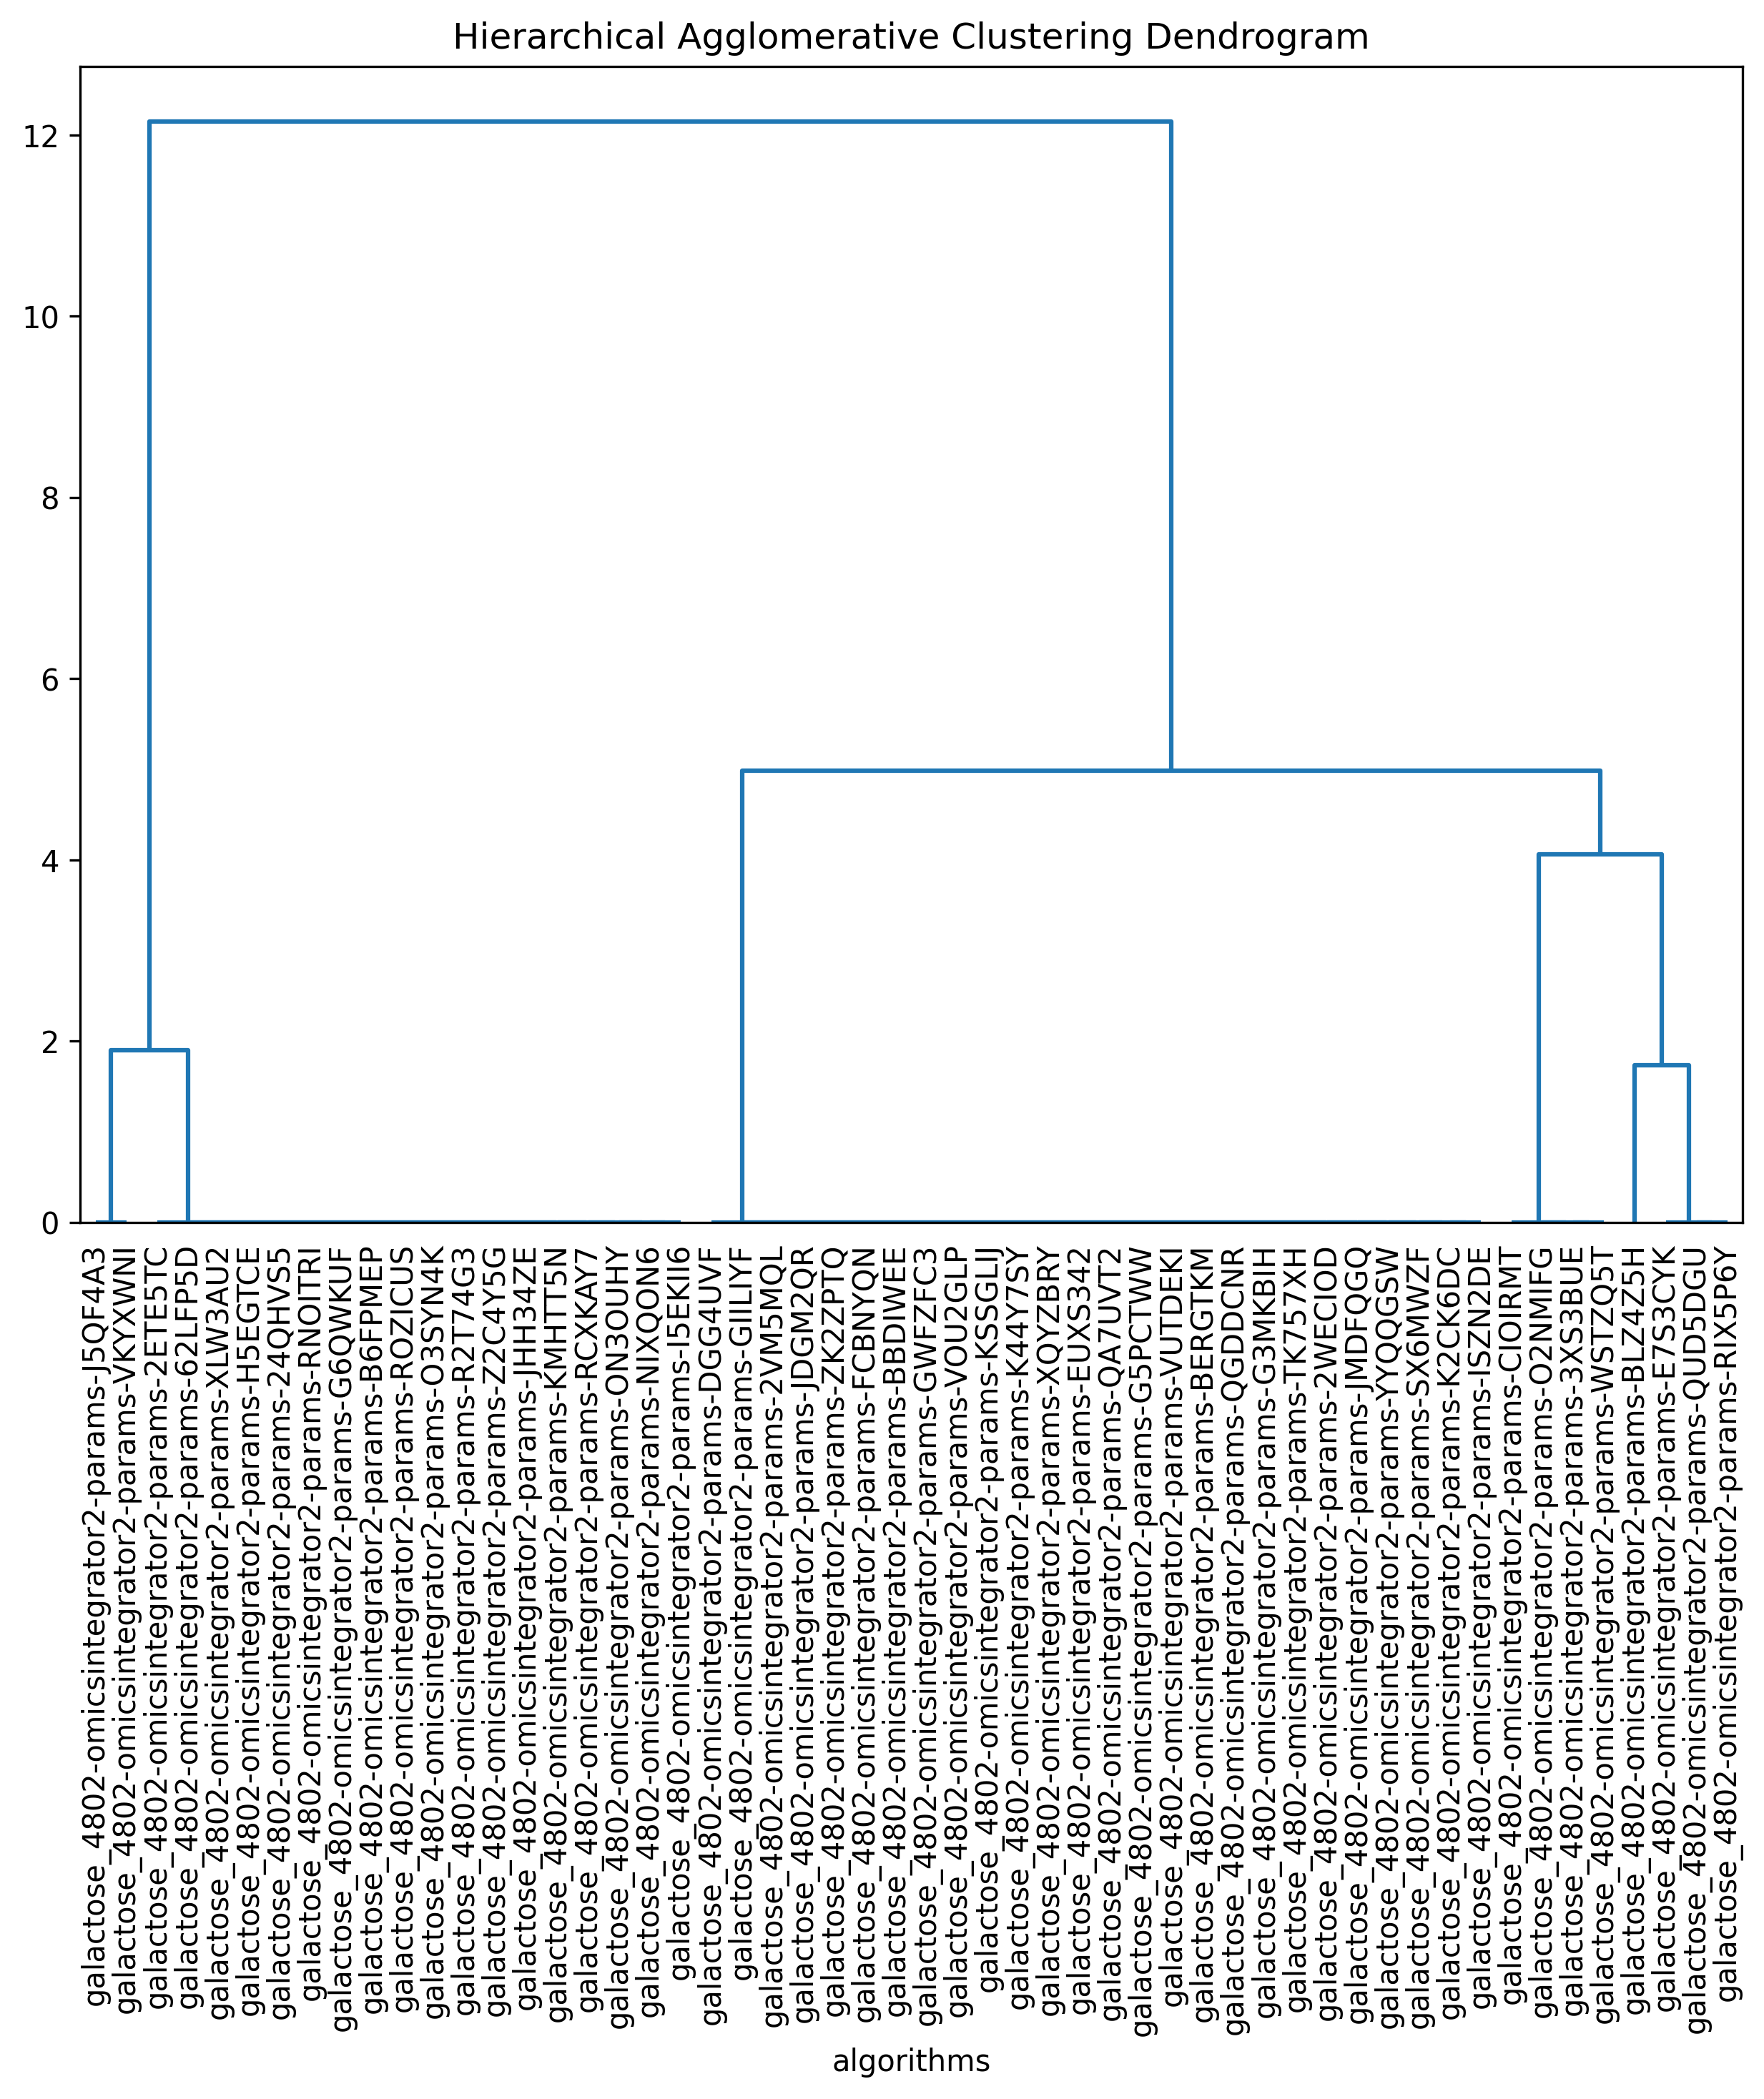 Hierarchical Agglomerative Clustering Dendrogram
12
10
8
6
4
2
0
galactose_4802-omicsintegrator2-params-J5QF4A3
galactose_4802-omicsintegrator2-params-VKYXWNI
galactose_4802-omicsintegrator2-params-2ETE5TC
galactose_4802-omicsintegrator2-params-62LFP5D
galactose_4802-omicsintegrator2-params-XLW3AU2
galactose_4802-omicsintegrator2-params-H5EGTCE
galactose_4802-omicsintegrator2-params-24QHVS5
galactose_4802-omicsintegrator2-params-RNOITRI
galactose_4802-omicsintegrator2-params-G6QWKUF
galactose_4802-omicsintegrator2-params-B6FPMEP
galactose_4802-omicsintegrator2-params-ROZICUS
galactose_4802-omicsintegrator2-params-O3SYN4K
galactose_4802-omicsintegrator2-params-R2T74G3
galactose_4802-omicsintegrator2-params-Z2C4Y5G
galactose_4802-omicsintegrator2-params-JHH34ZE
galactose_4802-omicsintegrator2-params-KMHTT5N
galactose_4802-omicsintegrator2-params-RCXKAY7
galactose_4802-omicsintegrator2-params-ON3OUHY
galactose_4802-omicsintegrator2-params-NIXQON6
galactose_4802-omicsintegrator2-params-I5EKII6
galactose_4802-omicsintegrator2-params-DGG4UVF
galactose_4802-omicsintegrator2-params-GIILIYF
galactose_4802-omicsintegrator2-params-2VM5MQL
galactose_4802-omicsintegrator2-params-JDGM2QR
galactose_4802-omicsintegrator2-params-ZK2ZPTQ
galactose_4802-omicsintegrator2-params-FCBNYQN
galactose_4802-omicsintegrator2-params-BBDIWEE
galactose_4802-omicsintegrator2-params-GWFZFC3
galactose_4802-omicsintegrator2-params-VOU2GLP
galactose_4802-omicsintegrator2-params-KSSGLIJ
galactose_4802-omicsintegrator2-params-K44Y7SY
galactose_4802-omicsintegrator2-params-XQYZBRY
galactose_4802-omicsintegrator2-params-EUXS342
galactose_4802-omicsintegrator2-params-QA7UVT2
galactose_4802-omicsintegrator2-params-G5PCTWW
galactose_4802-omicsintegrator2-params-VUTDEKI
galactose_4802-omicsintegrator2-params-BERGTKM
galactose_4802-omicsintegrator2-params-QGDDCNR
galactose_4802-omicsintegrator2-params-G3MKBIH
galactose_4802-omicsintegrator2-params-TK757XH
galactose_4802-omicsintegrator2-params-2WECIOD
galactose_4802-omicsintegrator2-params-JMDFQGQ
galactose_4802-omicsintegrator2-params-YYQQGSW
galactose_4802-omicsintegrator2-params-SX6MWZF
galactose_4802-omicsintegrator2-params-K2CK6DC
galactose_4802-omicsintegrator2-params-ISZN2DE
galactose_4802-omicsintegrator2-params-CIOIRMT
galactose_4802-omicsintegrator2-params-O2NMIFG
galactose_4802-omicsintegrator2-params-3XS3BUE
galactose_4802-omicsintegrator2-params-WSTZQ5T
galactose_4802-omicsintegrator2-params-BLZ4Z5H
galactose_4802-omicsintegrator2-params-E7S3CYK
galactose_4802-omicsintegrator2-params-QUD5DGU
galactose_4802-omicsintegrator2-params-RIX5P6Y
algorithms